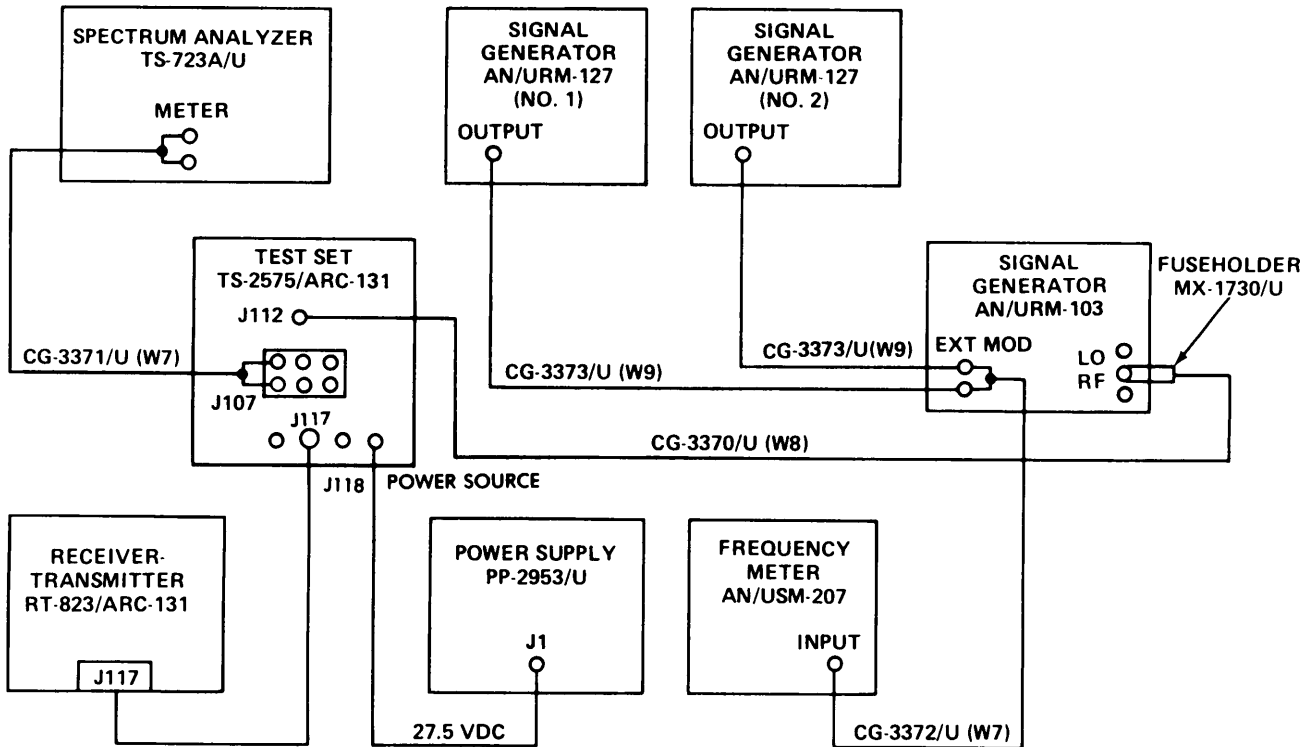 SPECTRUM ANALYZER
TS-723A/U
METER
SIGNAL
GENERATOR
AN/URM-127
(NO. 1)
OUTPUT
SIGNAL
GENERATOR
AN/URM-127
(NO. 2)
OUTPUT
TEST SET
TS-2575/ARC-131
J112
J107
J117
J118
POWER SOURCE
SIGNAL
GENERATOR
AN/URM-103
EXT MOD
LO
RF
FUSEHOLDER
MX-1730/U
CG-3371/U (W7)
CG-3373/U(W9)
CG-3373/U (W9)
CG-3370/U (W8)
RECEIVER-
TRANSMITTER
RT-823/ARC-131
J117
POWER SUPPLY
PP-2953/U
J1
27.5 VDC
FREQUENCY
METER
AN/USM-207
INPUT
CG-3372/U (W7)